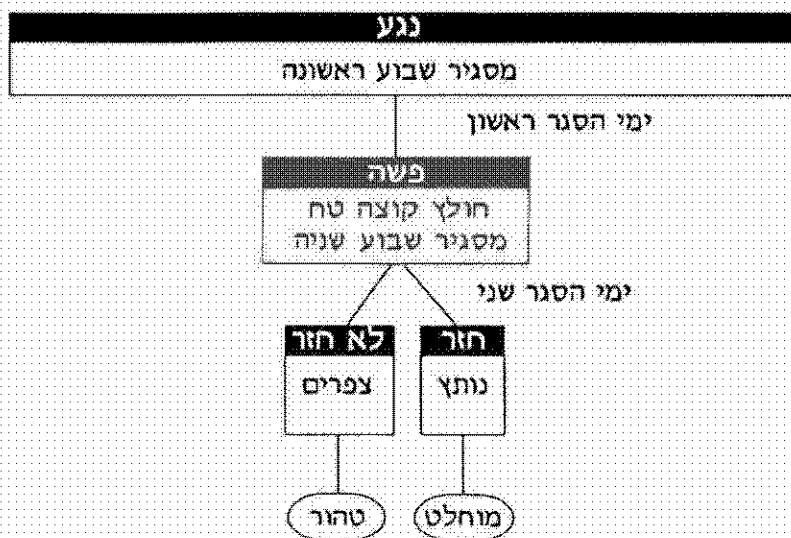 נגע
מסגיר שבוע ראשונה
ימי הסגר ראשון
פשה
חולץ קוצה טח
מסגיר שבוע שניה
ימי הסגר שני
חזר
לא חזר
נותץ
צפרים
מוחלט
טהור